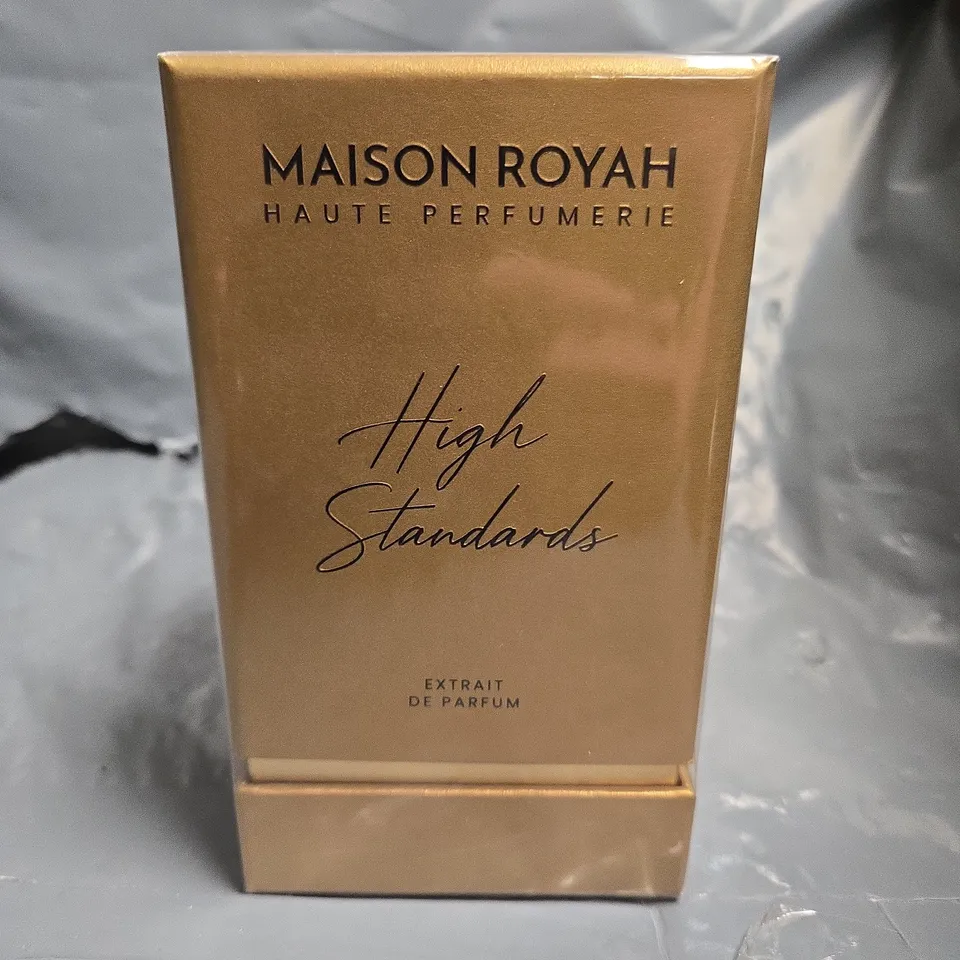 MAISON ROYAH
HAUTE PERFUMERIE
High
Standards
EXTRAIT
DE PARFUM